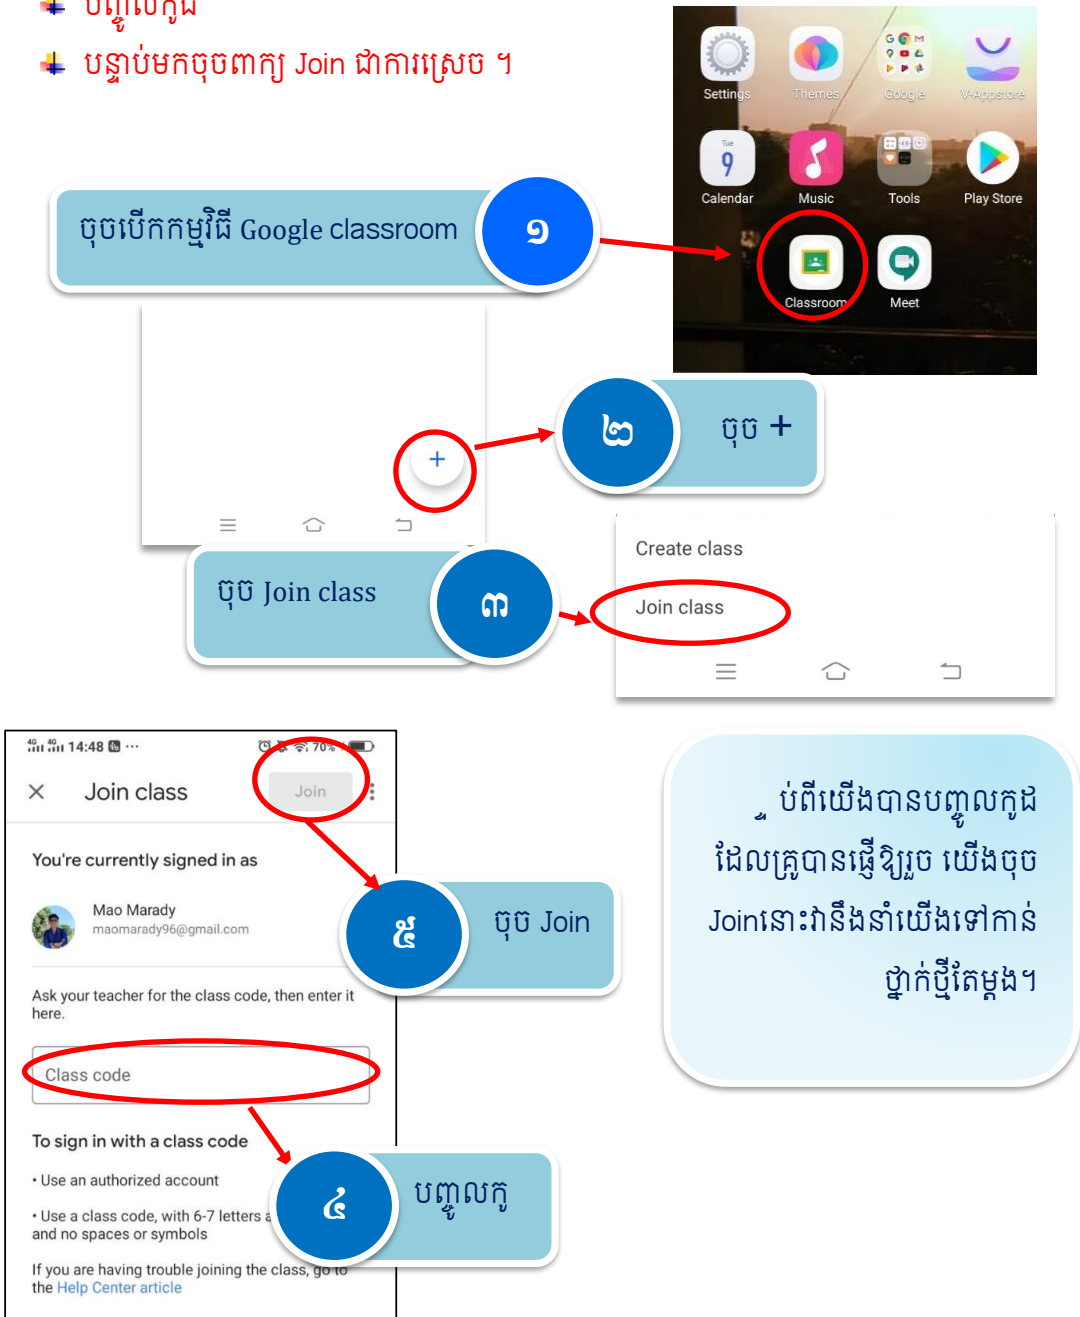 បញ្ចូលកូដ
បន្ទាប់មកចុចពាក្យ Join ជាការស្រេច ។
Settings
Themes
Google
V-Appstore
Tue
9
Calendar
Music
Tools
Play Store
Classroom
Meet
ចុចបើកកម្មវិធី Google classroom
១
២
ចុច +
+
ចុច Join class
៣
Create class
Join class
4G 4G 14:48 ...
70%
Join class
Join
You're currently signed in as
Mao Marady
maomarady96@gmail.com
៥
ចុច Join
Ask your teacher for the class code, then enter it
here.
Class code
To sign in with a class code
• Use an authorized account
• Use a class code, with 6-7 letters a
and no spaces or symbols
If you are having trouble joining the class, go to
the Help Center article
៤
បញ្ចូលកូ
្ទប់ពីយើងបានបញ្ចូលកូដ
ដែលគ្រូបានផ្ញើឱ្យរួច យើងចុច
Joinនោះវានឹងនាំយើងទៅកាន់
ថ្នាក់ថ្មីតែម្តង។